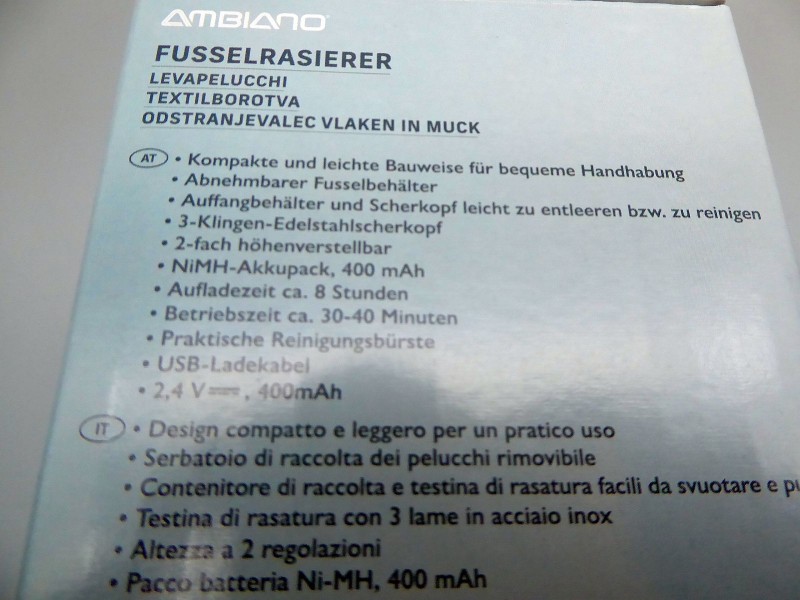 AMBIANO
FUSSELRASIERER
LEVAPELUCCHI
TEXTILBOROTVA
ODSTRANJEVALEC VLAKEN IN MUCK
AT • Kompakte und leichte Bauweise für bequeme Handhabung
• Abnehmbarer Fusselbehälter
• Auffangbehälter und Scherkopf leicht zu entleeren bzw. zu reinigen
• 3-Klingen-Edelstahlscherkopf
• 2-fach höhenverstellbar
• NiMH-Akkupack, 400 mAh
• Aufladezeit ca. 8 Stunden
• Betriebszeit ca. 30-40 Minuten
• Praktische Reinigungsbürste
• USB-Ladekabel
• 2,4 V⎓, 400mAh
IT • Design compatto e leggero per un pratico uso
• Serbatoio di raccolta dei pelucchi rimovibile
• Contenitore di raccolta e testina di rasatura facili da svuotare e
• Testina di rasatura con 3 lame in acciaio inox
• Altezza a 2 regolazioni
• Pacco batteria Ni-MH, 400 mAh